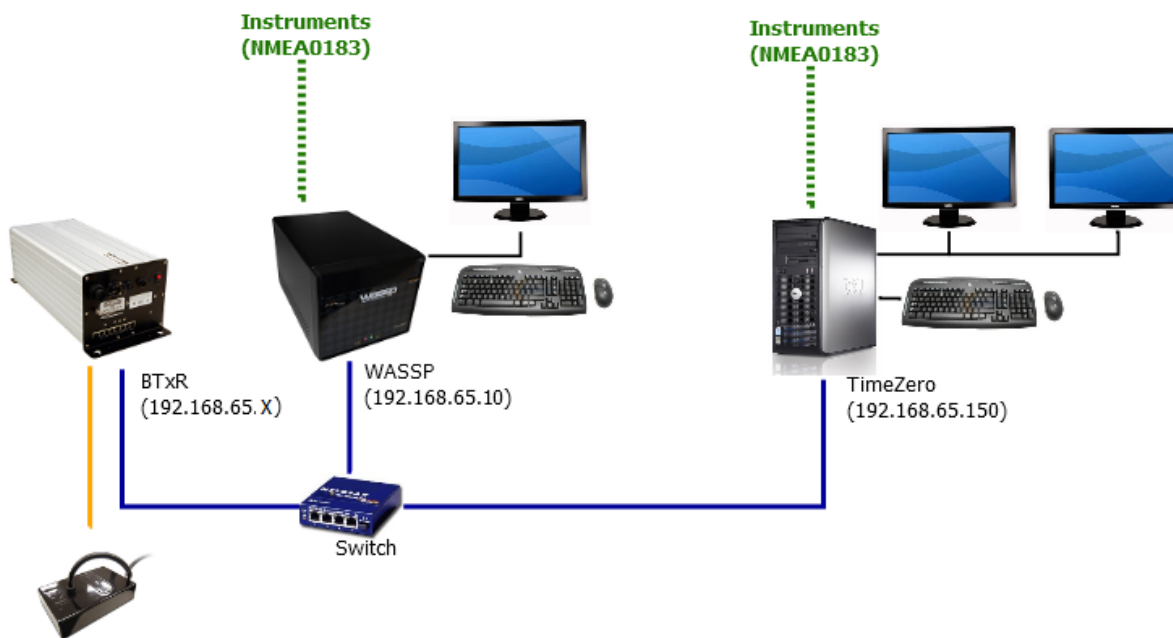 Instruments
(NMEA0183)
Instruments
(NMEA0183)
WASSP
BTxR
(192.168.65.X)
WASSP
(192.168.65.10)
TimeZero
(192.168.65.150)
Switch